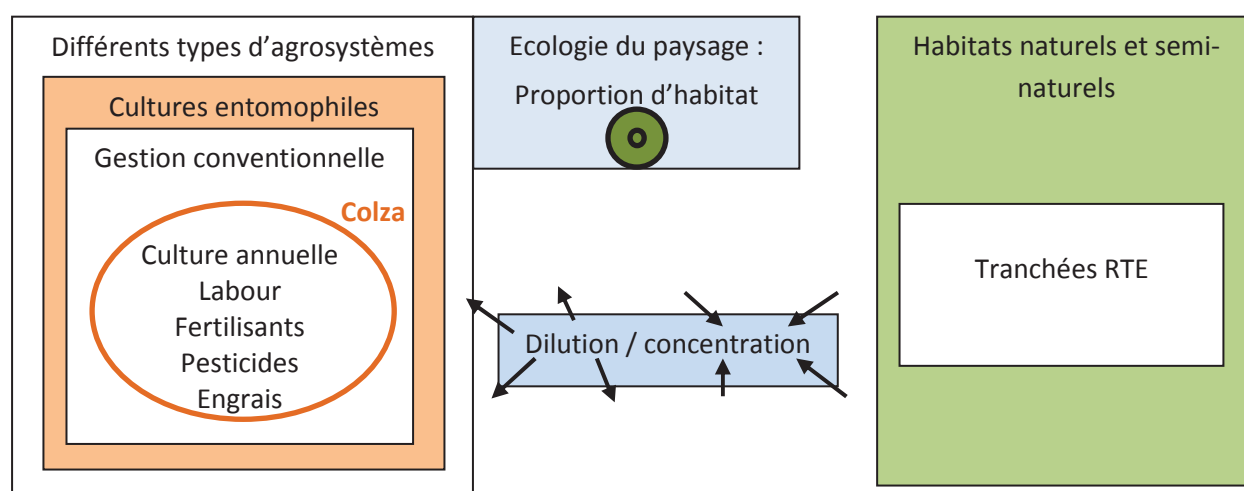 Différents types d’agrosystèmes
Cultures entomophiles
Gestion conventionnelle
Colza
Culture annuelle
Labour
Fertilisants
Pesticides
Engrais
Ecologie du paysage :
Proportion d’habitat
Dilution / concentration
Habitats naturels et semi-
naturels
Tranchées RTE